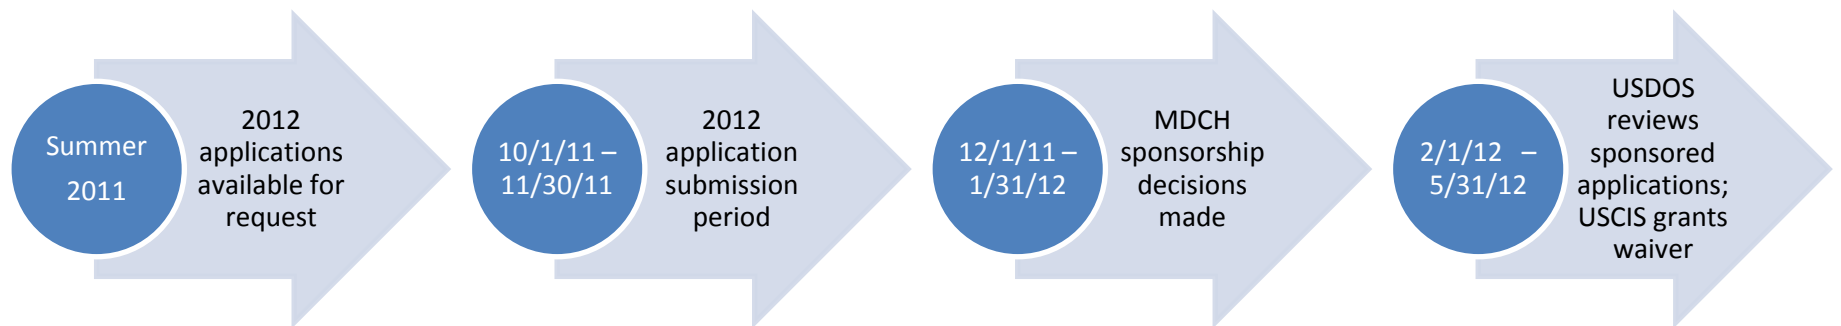 Summer
2011
2012
applications
available for
request
10/1/11 –
11/30/11
2012
application
submission
period
12/1/11 –
1/31/12
MDCH
sponsorship
decisions
made
2/1/12 –
5/31/12
USDOS
reviews
sponsored
applications;
USCIS grants
waiver